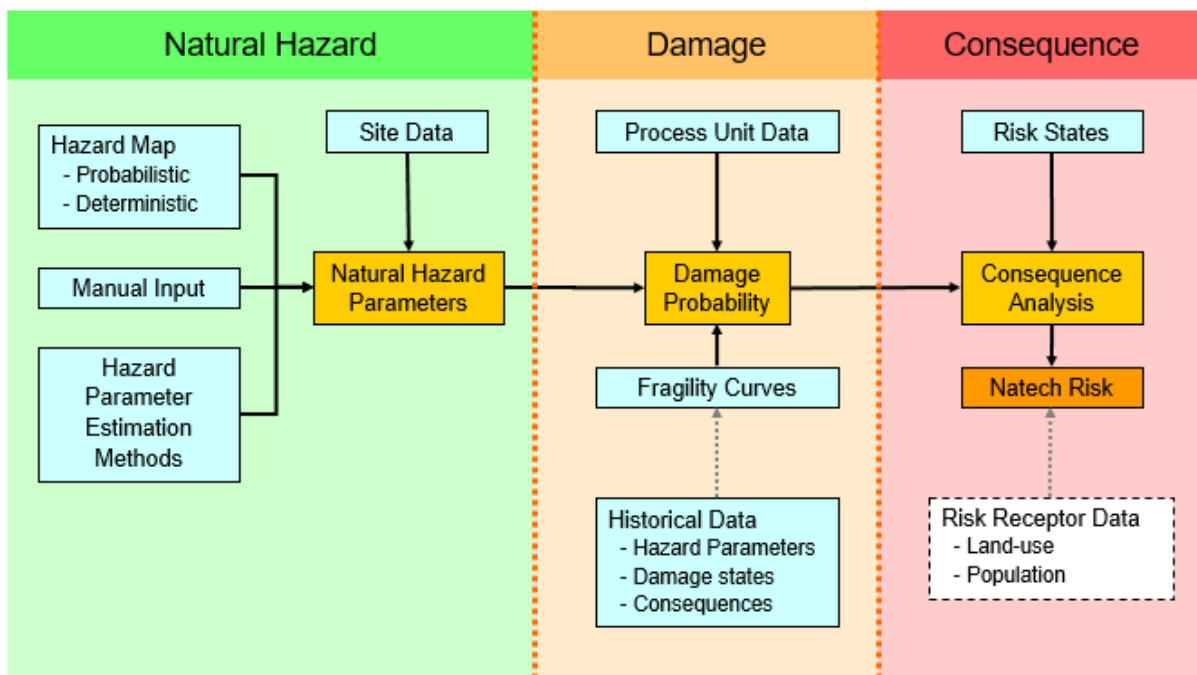 Natural Hazard
Damage
Consequence
Hazard Map
- Probabilistic
- Deterministic
Site Data
Manual Input
Natural Hazard
Parameters
Hazard
Parameter
Estimation
Methods
Process Unit Data
Damage
Probability
Fragility Curves
Historical Data
- Hazard Parameters
- Damage states
- Consequences
Risk States
Consequence
Analysis
Natech Risk
Risk Receptor Data
- Land-use
- Population